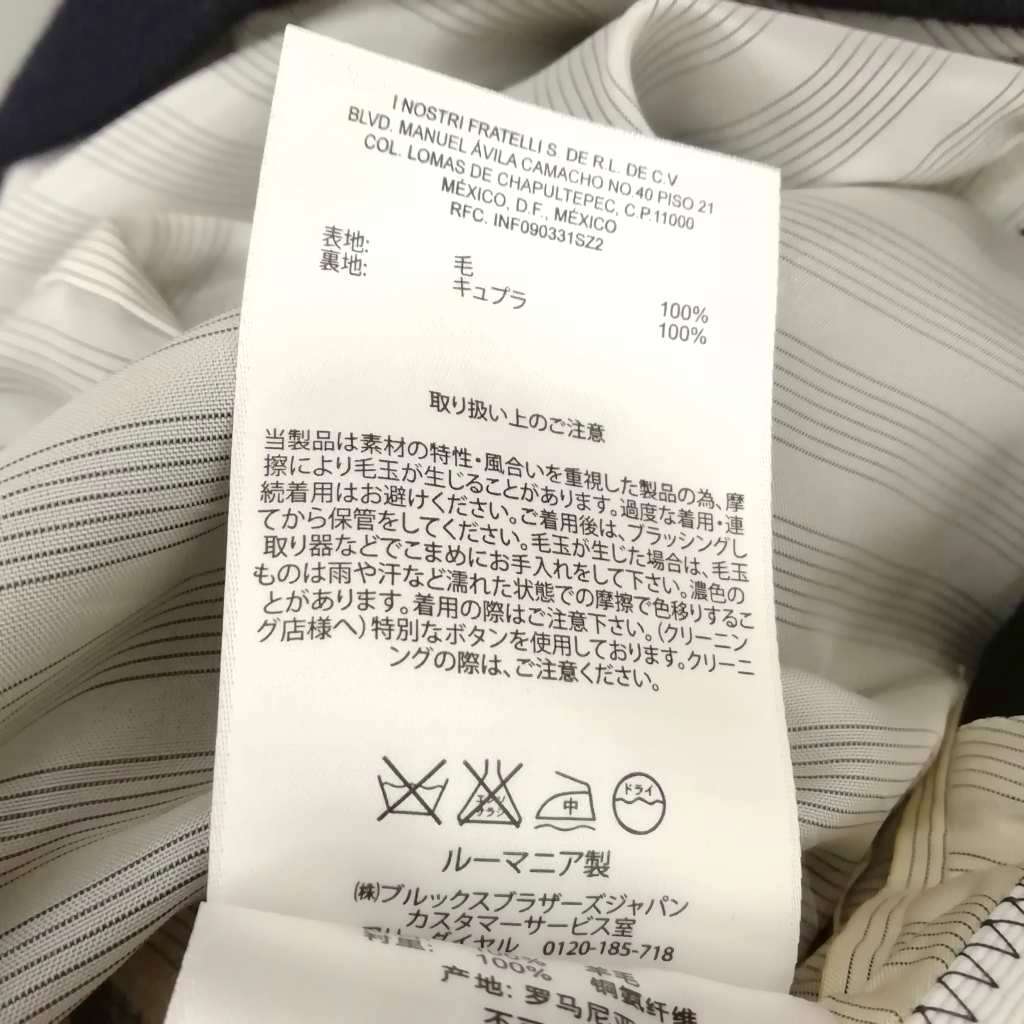 I NOSTRI FRATELLI S DE R.L. DE C.V
BLVD. MANUEL ÁVILA CAMACHO NO.40 PISO 21
COL. LOMAS DE CHAPULTEPEC, C.P.11000
MÉXICO, D.F., MÉXICO
RFC. INF090331SZ2
表地: 毛 100%
裏地: キュプラ 100%
取り扱い上のご注意
当製品は素材の特性・風合いを重視した製品の為、摩
擦により毛玉が生じることがあります。過度な着用・連
続着用はお避けください。ご着用後は、ブラッシングし
てから保管をしてください。毛玉が生じた場合は、毛玉
取り器などでこまめにお手入れをして下さい。濃色の
ものは雨や汗など濡れた状態での摩擦で色移りするこ
とがあります。着用の際はご注意下さい。(クリーニン
グ店様へ)特別なボタンを使用しております。クリーニ
ングの際は、ご注意ください。
中 ドライ
ルーマニア製
(株)ブルックスブラザーズジャパン
カスタマーサービス室
ダイヤル 0120-185-718
100% 羊毛
100% 铜氨纤维
产地: 罗马尼亚